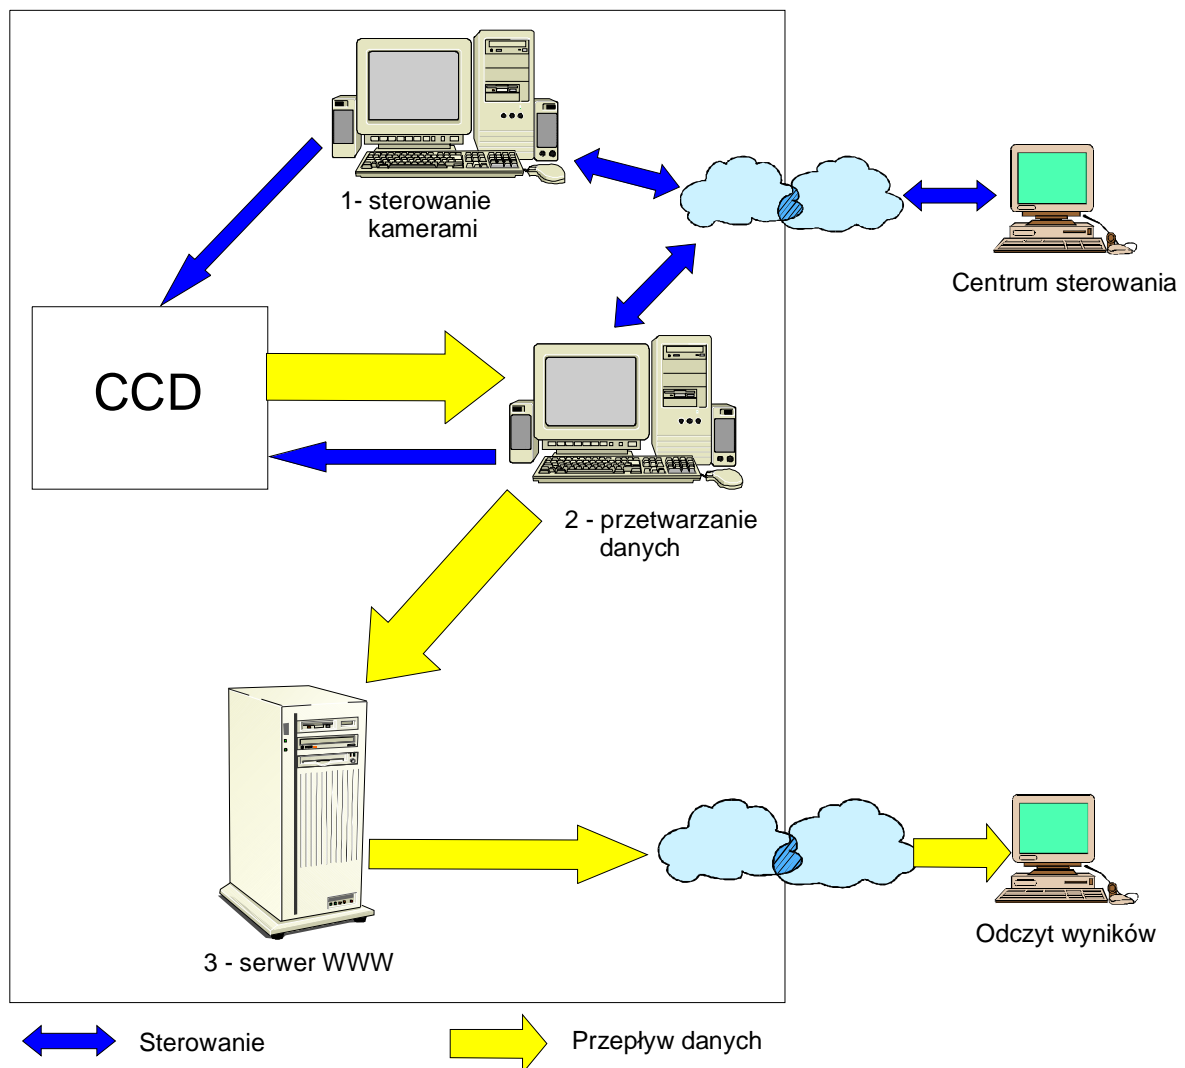 1- sterowanie
kamerami
Centrum sterowania
CCD
2 - przetwarzanie
danych
3 - serwer WWW
Odczyt wyników
Sterowanie
Przepływ danych